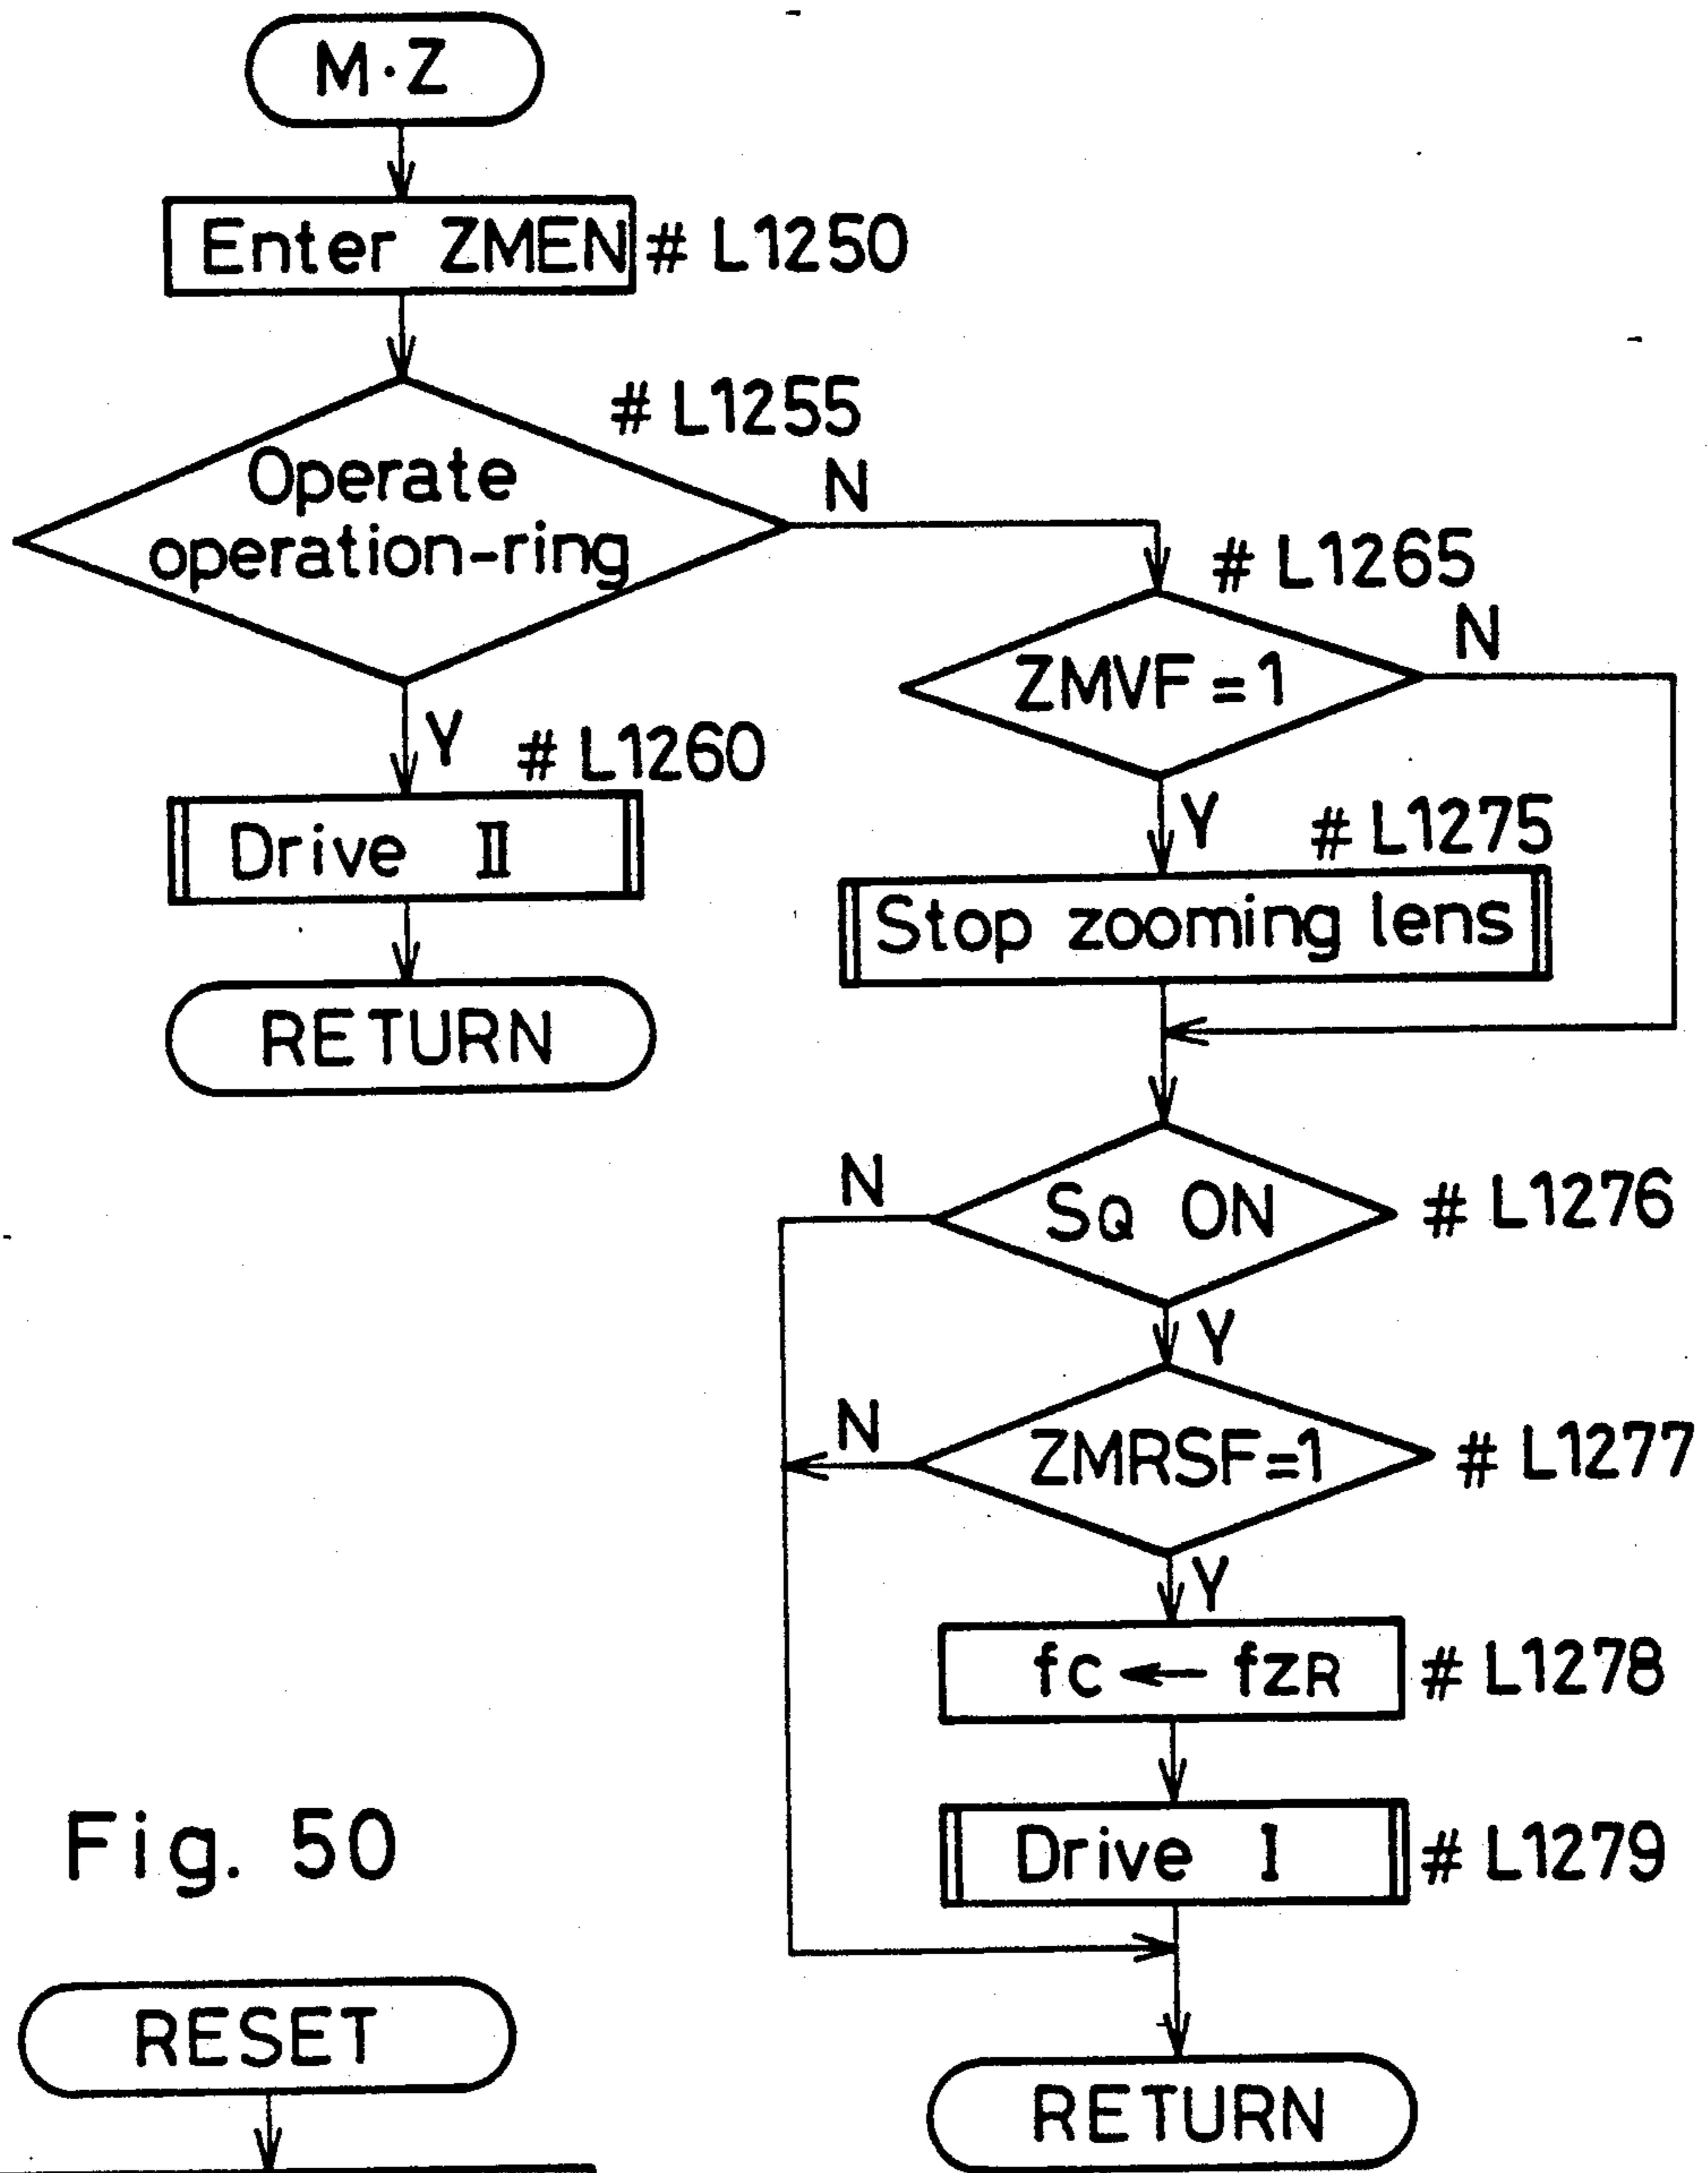 M·Z
Enter ZMEN # L1250
# L1255
Operate
operation-ring
N
Y
# L1260
Drive II
RETURN
# L1265
ZMVF = 1
N
Y
# L1275
Stop zooming lens
N
SQ ON
# L1276
Y
N
ZMRSF=1
# L1277
Y
fc ← fZR
# L1278
Drive I
# L1279
RETURN
Fig. 50
RESET